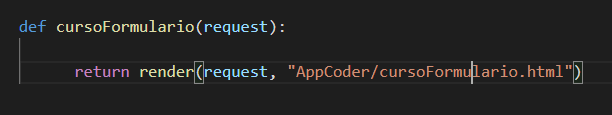 def cursoFormulario(request):
return render(request, "AppCoder/cursoFormulario.html")